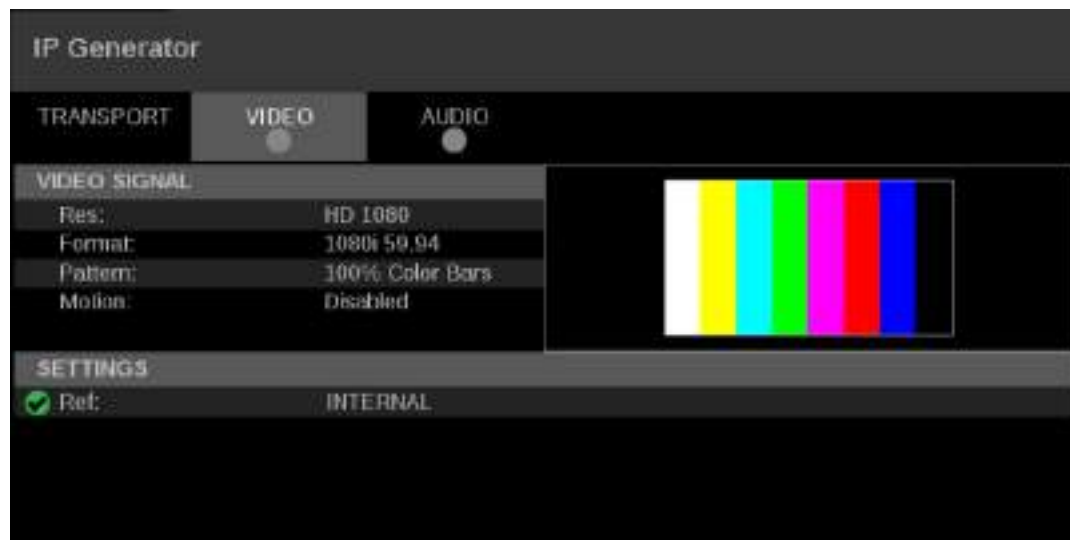 IP Generator
TRANSPORT VIDEO AUDIO
VIDEO SIGNAL
Res: HD 1080
Format: 1080i 59.94
Pattern: 100% Color Bars
Motion: Disabled
SETTINGS
Ref: INTERNAL